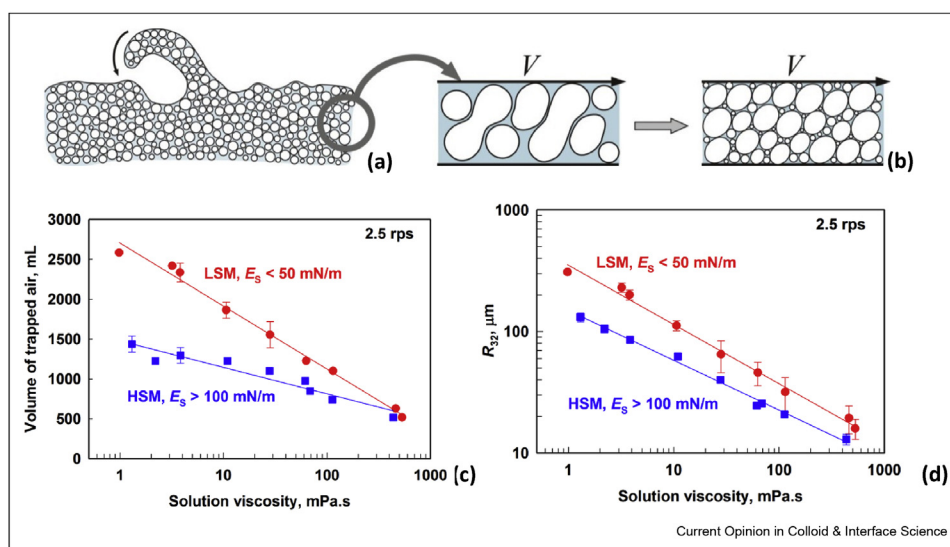 V
V
(a)
(b)
3000
2500
2000
1500
1000
500
0
Volume of trapped air, mL
2.5 rps
LSM, Eₛ < 50 mN/m
HSM, Eₛ > 100 mN/m
1 10 100 1000
Solution viscosity, mPa.s
(c)
1000
100
10
R₃₂, μm
2.5 rps
LSM, Eₛ < 50 mN/m
HSM, Eₛ > 100 mN/m
1 10 100 1000
Solution viscosity, mPa.s
(d)
Current Opinion in Colloid & Interface Science